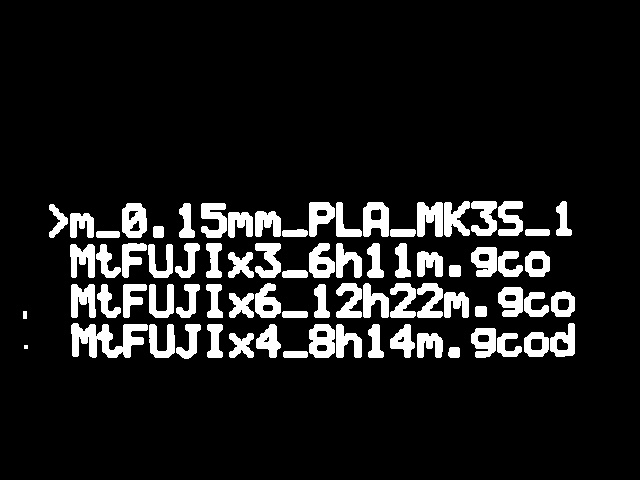 >m_0.15mm_PLA_MK3S_1
MtFUJIx3_6h11m.gco
MtFUJIx6_12h22m.gco
MtFUJIx4_8h14m.gcod